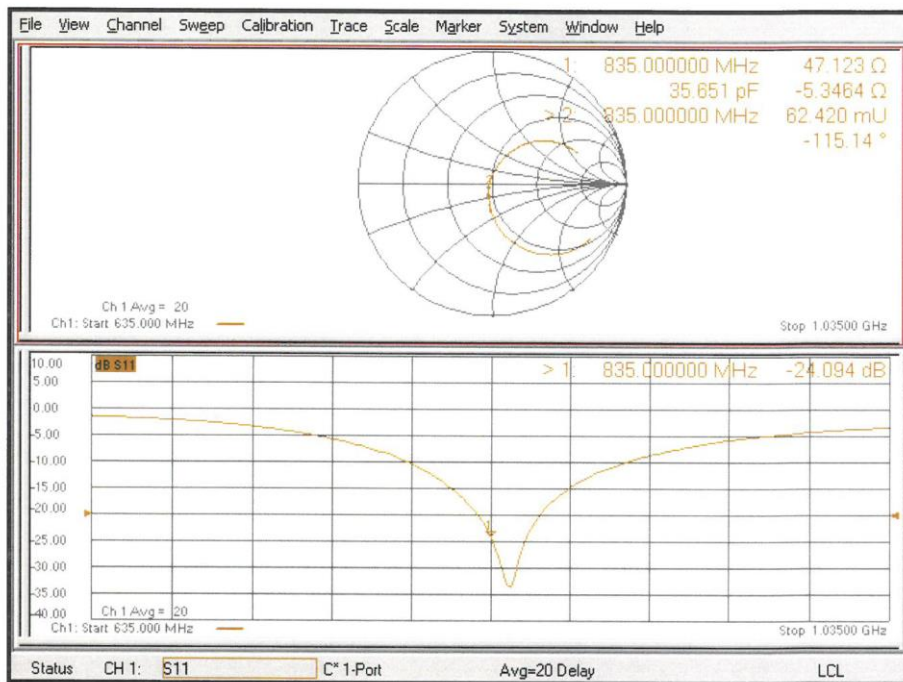 File View Channel Sweep Calibration Trace Scale Marker System Window Help
1: 835.000000 MHz 47.123 Ω
35.651 pF -5.3464 Ω
> 2: 835.000000 MHz 62.420 mU
-115.14 °
2
Ch 1 Avg = 20
Ch1: Start 635.000 MHz
Stop 1.03500 GHz
10.00 dB S11 > 1: 835.000000 MHz -24.094 dB
5.00
0.00
-5.00
-10.00
-15.00
-20.00
-25.00
-30.00
-35.00
-40.00
1
Ch 1 Avg = 20
Ch1: Start 635.000 MHz
Stop 1.03500 GHz
Status CH 1: S11 C* 1-Port Avg=20 Delay LCL